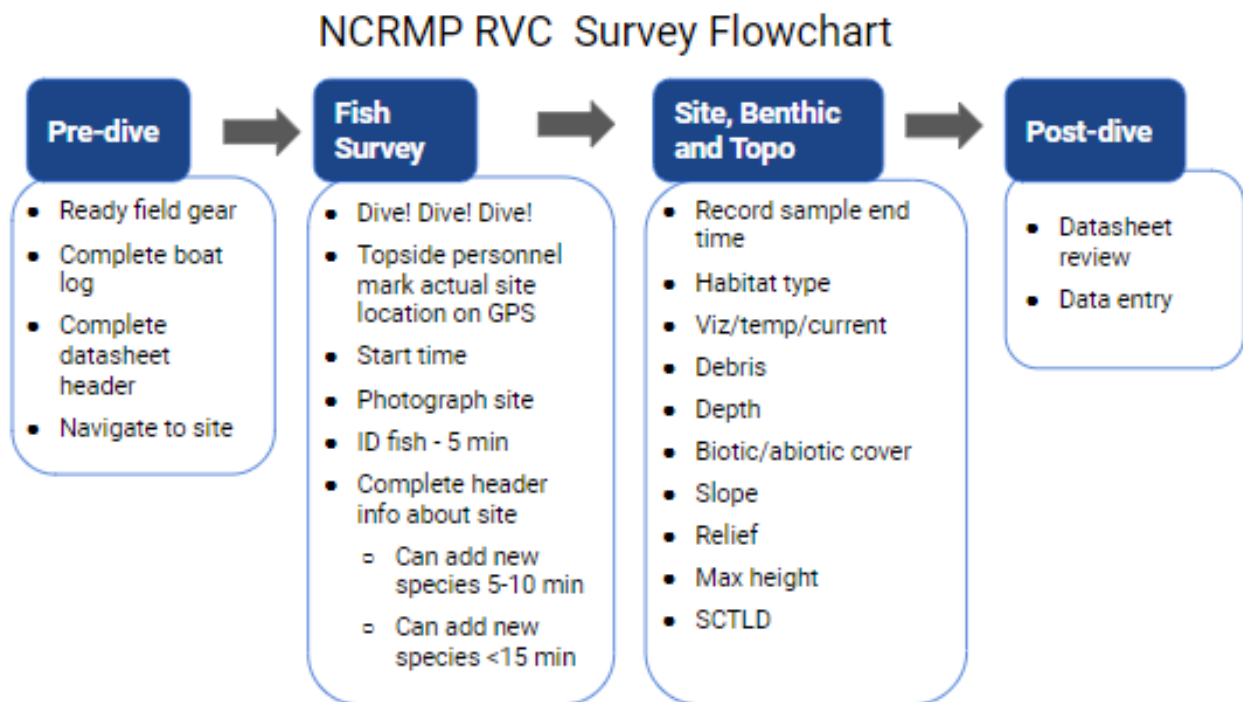 NCRMP RVC Survey Flowchart
Pre-dive
● Ready field gear
● Complete boat
log
● Complete
datasheet
header
● Navigate to site
Fish
Survey
● Dive! Dive! Dive!
● Topside personnel
mark actual site
location on GPS
● Start time
● Photograph site
● ID fish - 5 min
● Complete header
info about site
○ Can add new
species 5-10 min
○ Can add new
species <15 min
Site, Benthic
and Topo
● Record sample end
time
● Habitat type
● Viz/temp/current
● Debris
● Depth
● Biotic/abiotic cover
● Slope
● Relief
● Max height
● SCTLD
Post-dive
● Datasheet
review
● Data entry